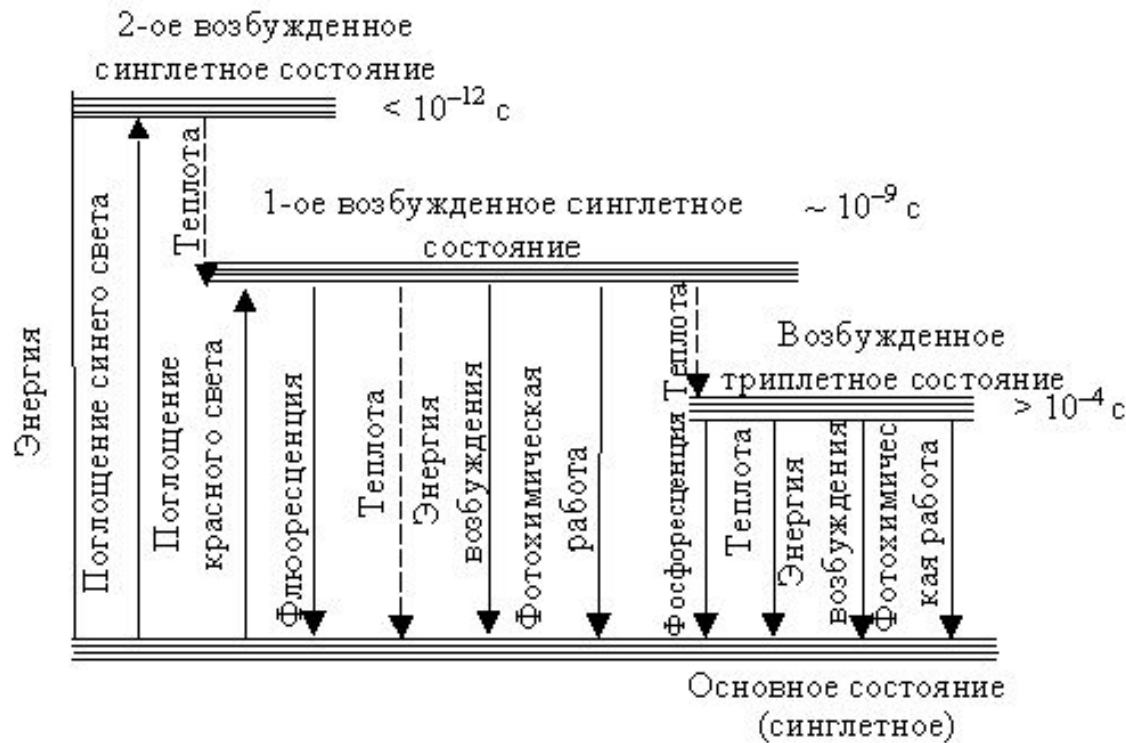 2-ое возбужденное
синглетное состояние
< 10⁻¹² с
Теплота
1-ое возбужденное синглетное
состояние
~ 10⁻⁹ с
Энергия
Поглощение синего света
Поглощение
красного света
Флюоресценция
Теплота
Энергия
возбуждения
Фотохимическая
работа
Теплота
Возбужденное
триплетное состояние
> 10⁻⁴ с
Фосфоресценция
Теплота
Энергия
возбуждения
Фотохимичес
кая работа
Основное состояние
(синглетное)